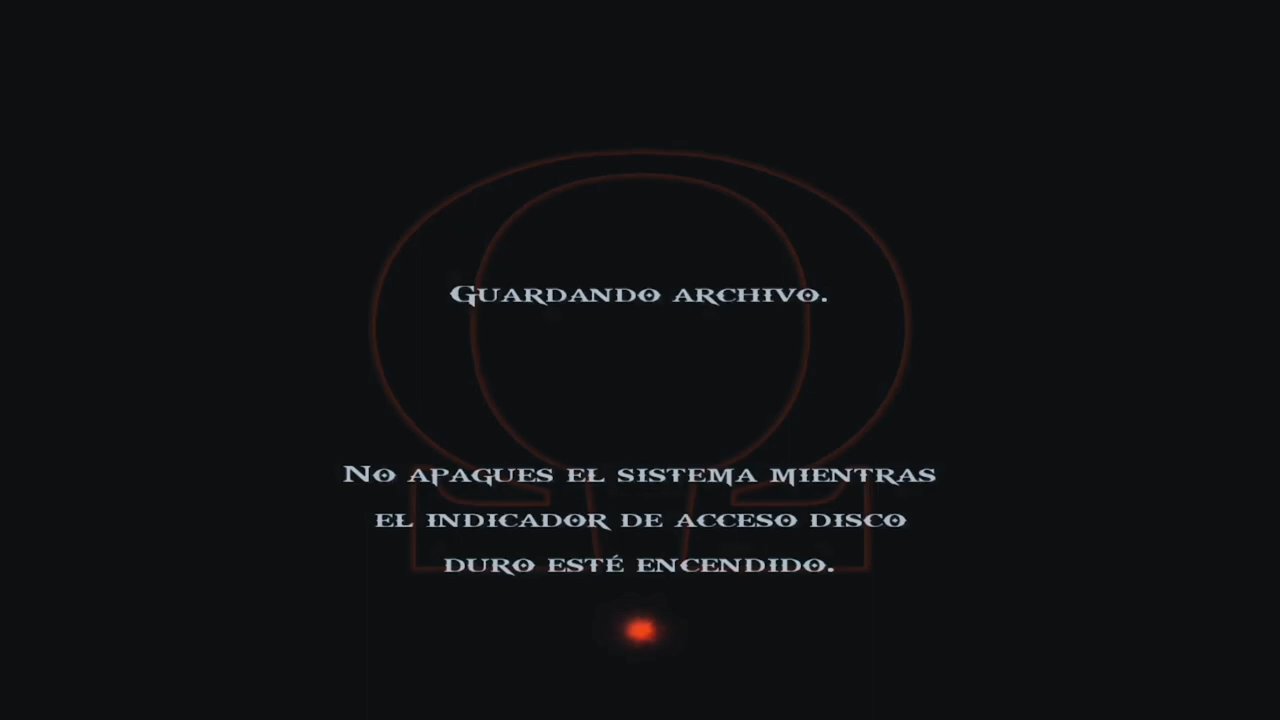 Guardando archivo.
No apagues el sistema mientras
el indicador de acceso disco
duro esté encendido.